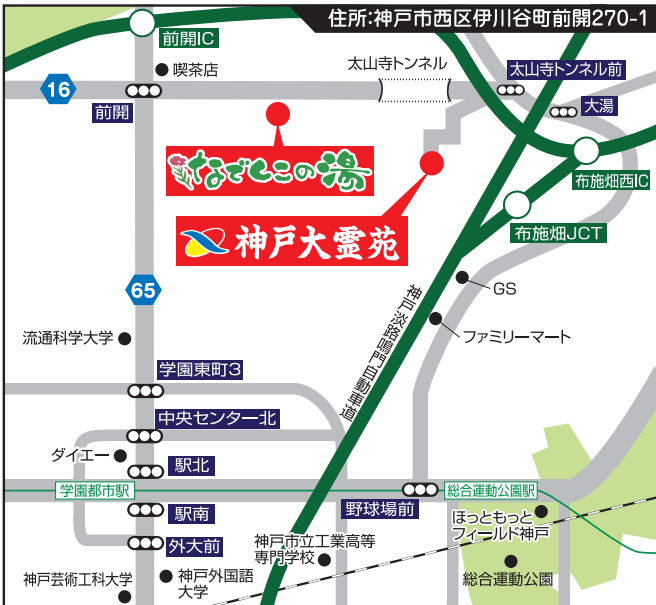 住所:神戸市西区伊川谷町前開270-1
前開IC
喫茶店
太山寺トンネル
太山寺トンネル前
16
前開
大湯
なでしこの湯
布施畑西IC
神戸大霊苑
布施畑JCT
65
GS
神戸淡路鳴門自動車道
流通科学大学
ファミリーマート
学園東町3
中央センター北
ダイエー
駅北
学園都市駅
総合運動公園駅
駅南
野球場前
ほっともっと
フィールド神戸
外大前
神戸市立工業高等
専門学校
神戸芸術工科大学
神戸外国語
大学
総合運動公園